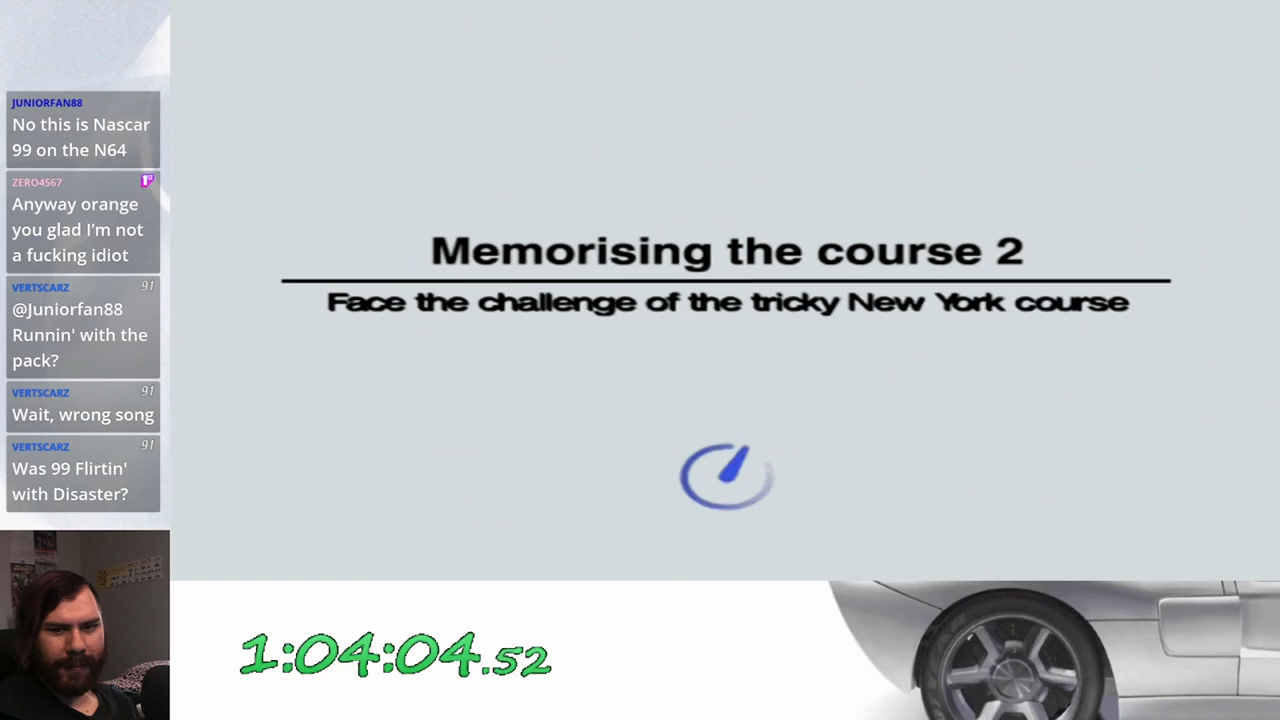 JUNIORFAN88
No this is Nascar
99 on the N64
ZERO4567
Anyway orange
you glad I'm not
a fucking idiot
VERTSCARZ 91
@Juniorfan88
Runnin' with the
pack?
VERTSCARZ 91
Wait, wrong song
VERTSCARZ 91
Was 99 Flirtin'
with Disaster?
Memorising the course 2
Face the challenge of the tricky New York course
1:04:04.52